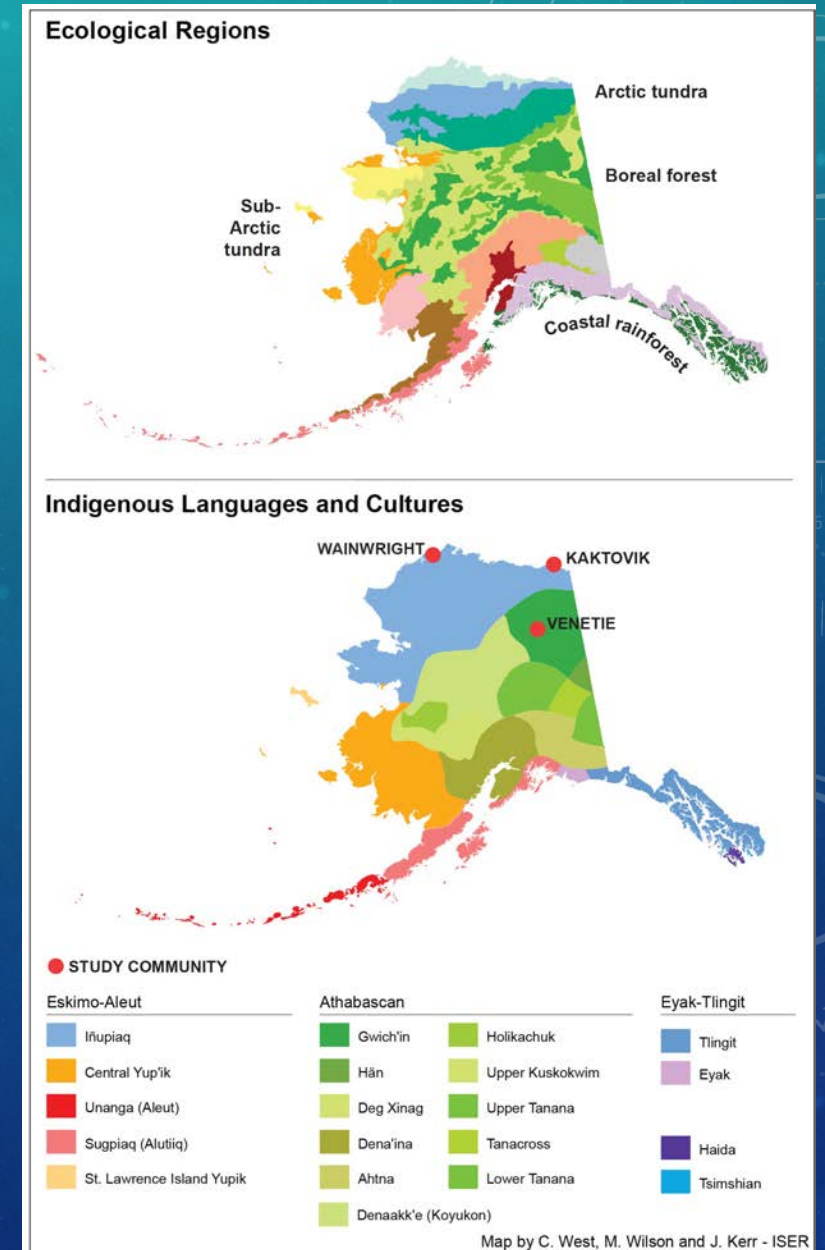 Ecological Regions
Arctic tundra
Boreal forest
Sub-
Arctic
tundra
Coastal rainforest
Indigenous Languages and Cultures
WAINWRIGHT
KAKTOVIK
VENETIE
STUDY COMMUNITY
Eskimo-Aleut
Iñupiaq
Central Yup'ik
Unanga (Aleut)
Sugpiaq (Alutiiq)
St. Lawrence Island Yupik
Athabascan
Gwich'in
Hän
Deg Xinag
Dena'ina
Ahtna
Denaakk'e (Koyukon)
Holikachuk
Upper Kuskokwim
Upper Tanana
Tanacross
Lower Tanana
Eyak-Tlingit
Tlingit
Eyak
Haida
Tsimshian
Map by C. West, M. Wilson and J. Kerr - ISER